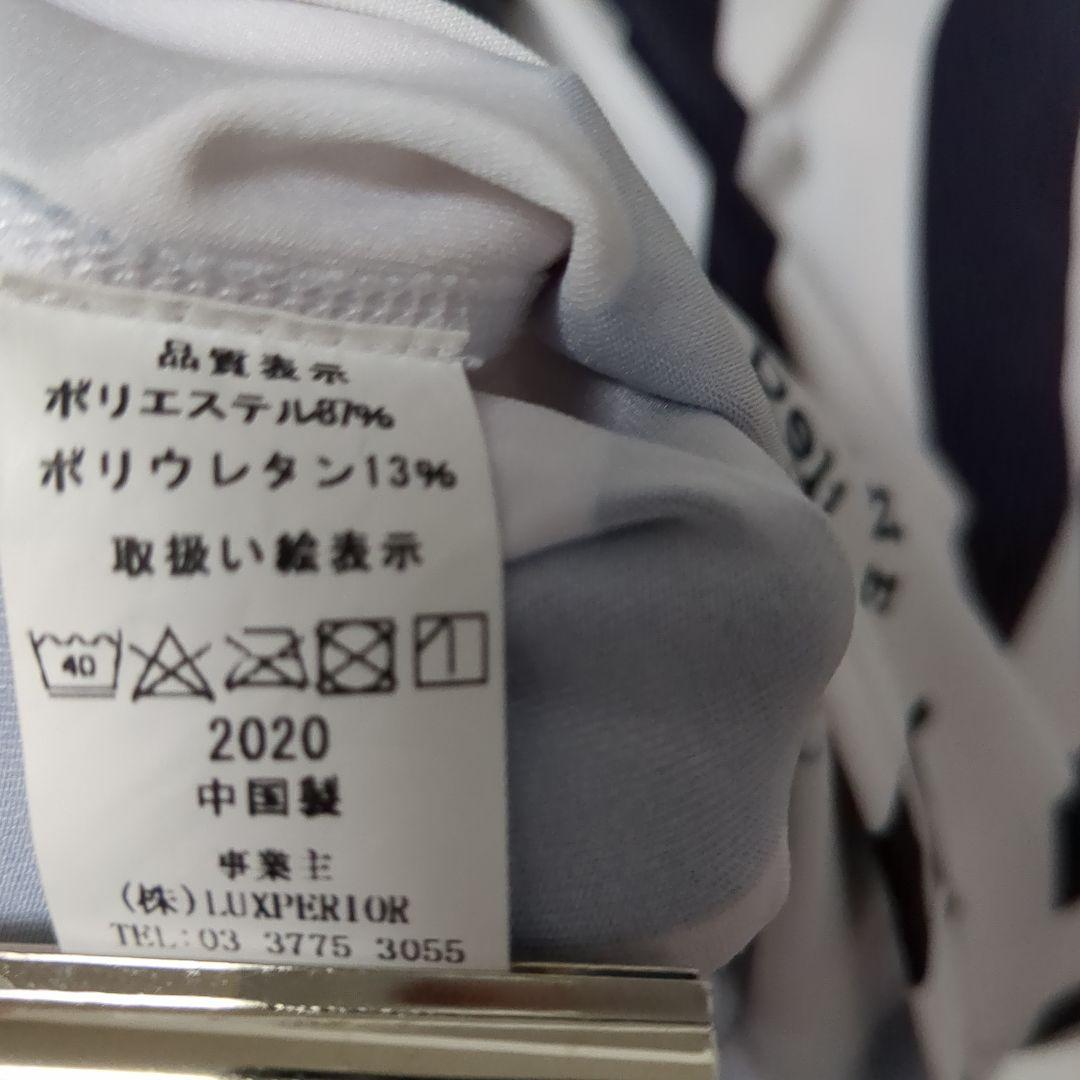 品質表示
ポリエステル87%
ポリウレタン13%
取扱い絵表示
40
2020
中国製
事業主
(株)LUXPERIOR
TEL:03 3775 3055